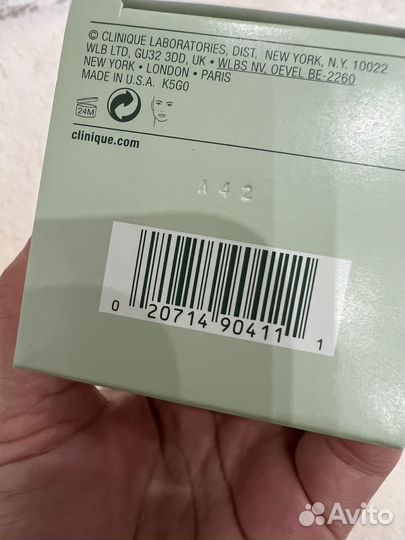 © CLINIQUE LABORATORIES, DIST. NEW YORK, N.Y. 10022
WLB LTD, GU32 3DD, UK • WLBS NV, OEVEL BE-2260
NEW YORK • LONDON • PARIS
MADE IN U.S.A. K5G0
24M
clinique.com
A42
0 20714 90411 1
Avito